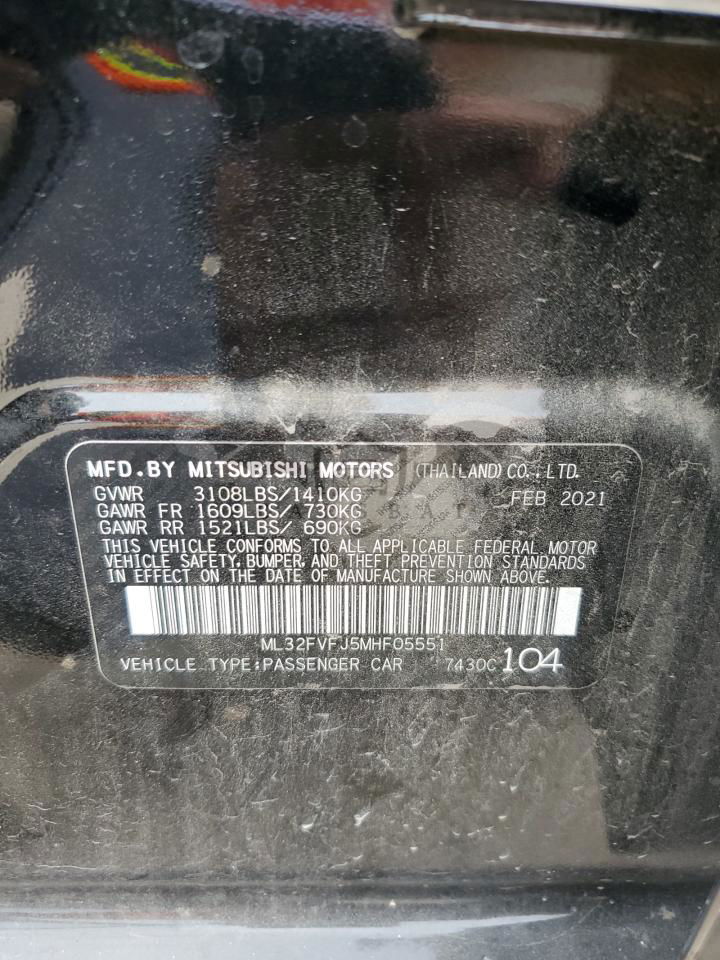 MFD.BY MITSUBISHI MOTORS (THAILAND) CO.,LTD.
GVWR 3108LBS/1410KG FEB 2021
GAWR FR 1609LBS/ 730KG
GAWR RR 1521LBS/ 690KG
THIS VEHICLE CONFORMS TO ALL APPLICABLE FEDERAL MOTOR
VEHICLE SAFETY, BUMPER, AND THEFT PREVENTION STANDARDS
IN EFFECT ON THE DATE OF MANUFACTURE SHOWN ABOVE.
ML32FVFJ5MHF05551
VEHICLE TYPE:PASSENGER CAR 7430C 104